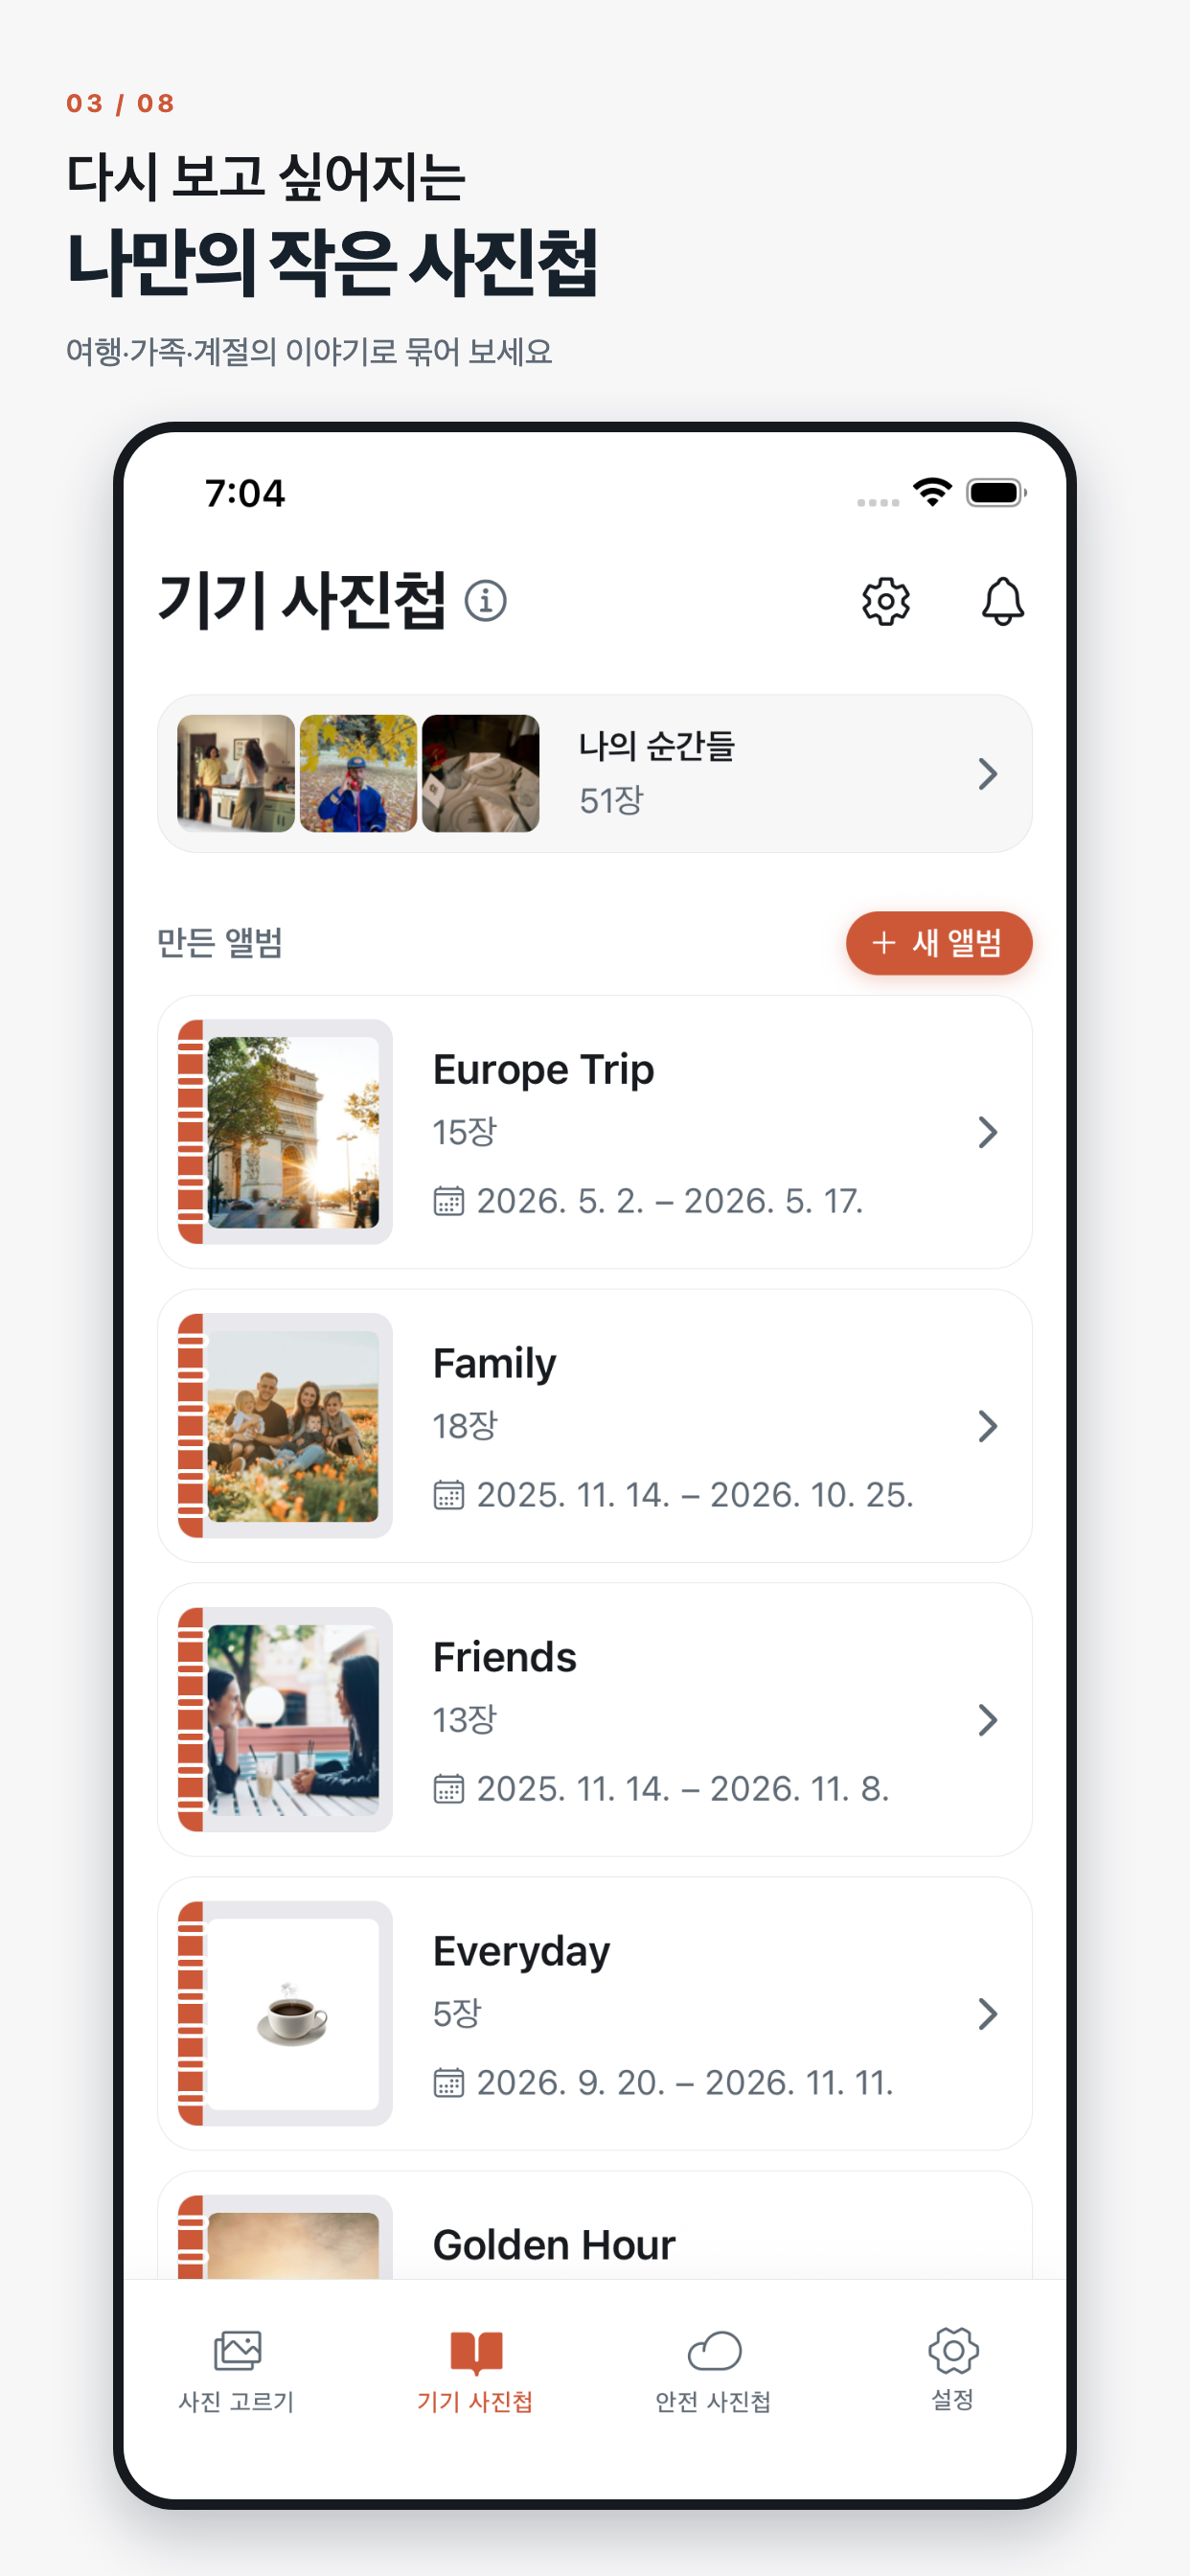 03 / 08
다시 보고 싶어지는
나만의 작은 사진첩
여행·가족·계절의 이야기로 묶어 보세요
7:04
기기 사진첩
나의 순간들
51장
만든 앨범
+ 새 앨범
Europe Trip
15장
2026. 5. 2. – 2026. 5. 17.
Family
18장
2025. 11. 14. – 2026. 10. 25.
Friends
13장
2025. 11. 14. – 2026. 11. 8.
Everyday
5장
2026. 9. 20. – 2026. 11. 11.
Golden Hour
사진 고르기
기기 사진첩
안전 사진첩
설정